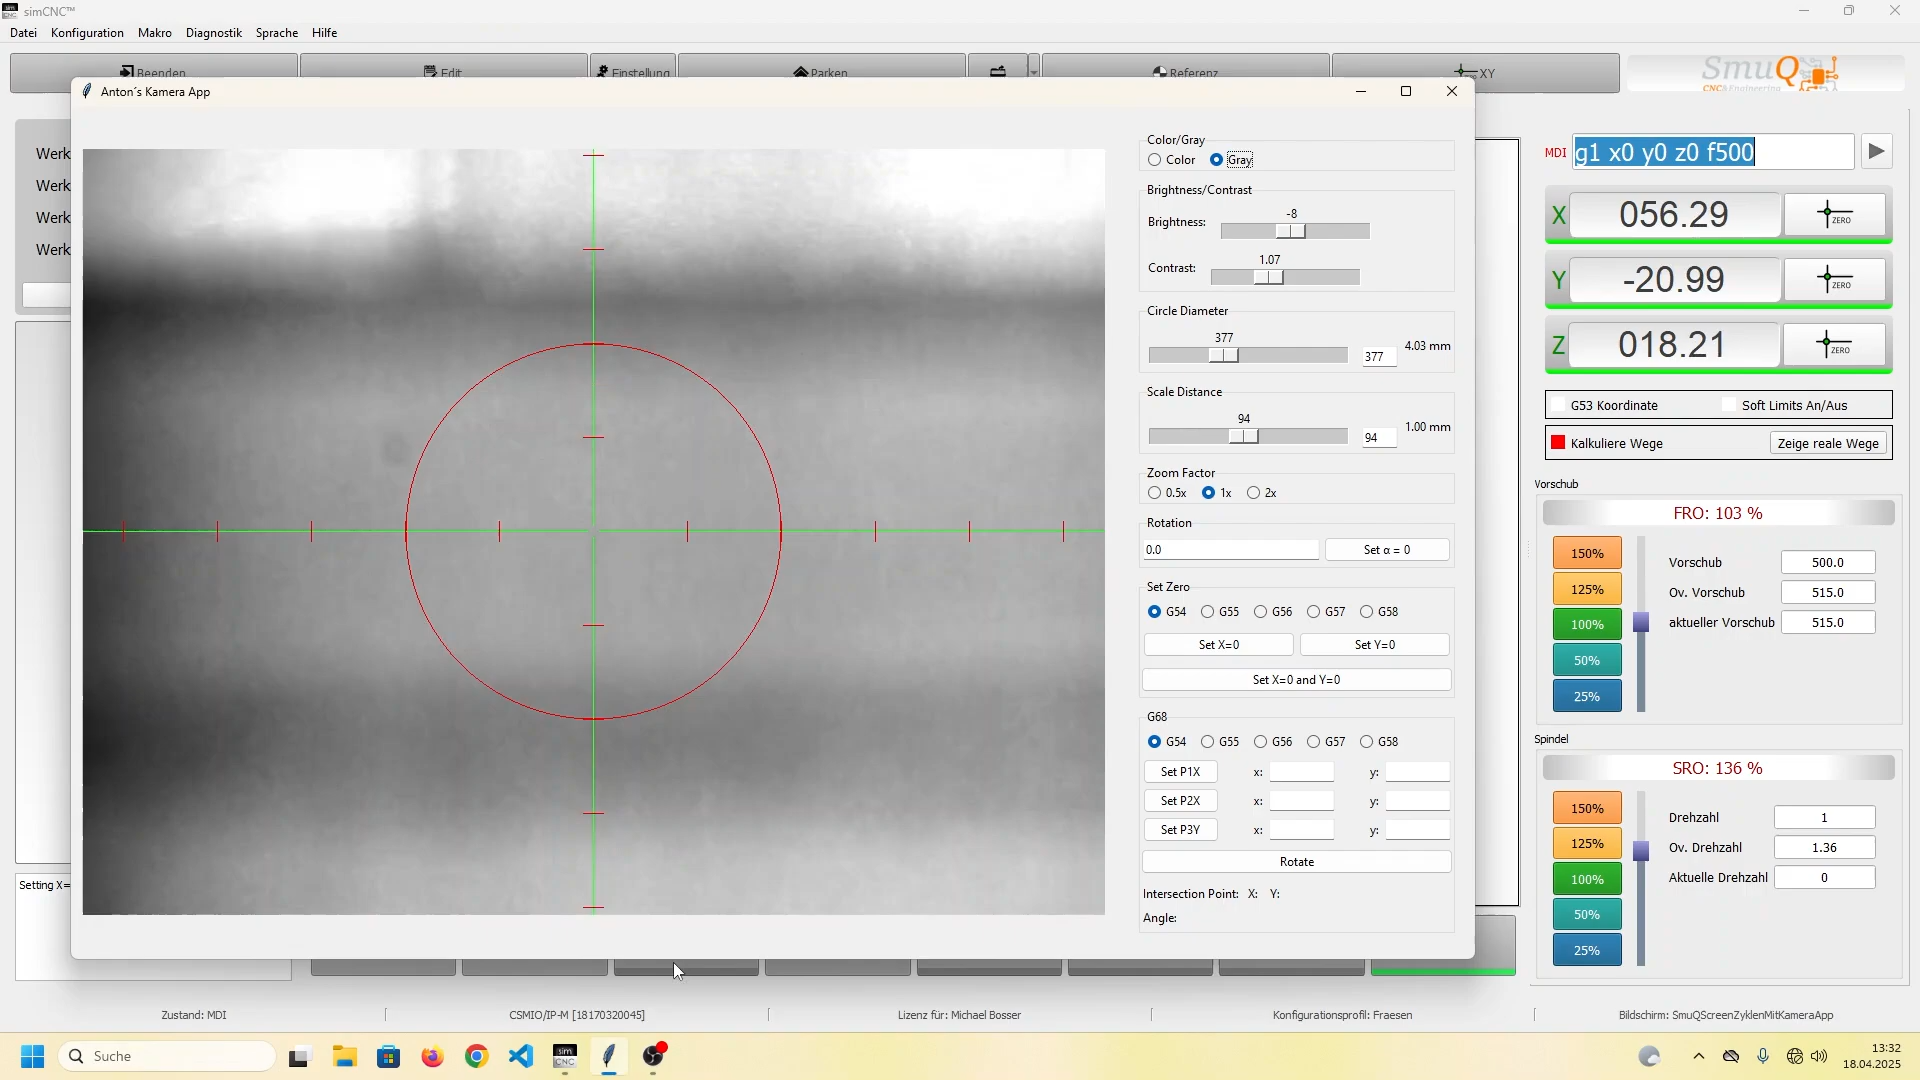 simCNC™
Datei Konfiguration Makro Diagnostik Sprache Hilfe
Beenden Edit Einstellung Parken Referenz XY
SmuQ
CNC Engineering
Anton´s Kamera App
Werk
Werk
Werk
Werk
Setting X=
Color/Gray
Color Gray
Brightness/Contrast
-8
Brightness:
1.07
Contrast:
Circle Diameter
377
377 4.03 mm
Scale Distance
94
94 1.00 mm
Zoom Factor
0.5x 1x 2x
Rotation
0.0 Set α = 0
Set Zero
G54 G55 G56 G57 G58
Set X=0 Set Y=0
Set X=0 and Y=0
G68
G54 G55 G56 G57 G58
Set P1X x: y:
Set P2X x: y:
Set P3Y x: y:
Rotate
Intersection Point: X: Y:
Angle:
MDI g1 x0 y0 z0 f500
X 056.29 ZERO
Y -20.99 ZERO
Z 018.21 ZERO
G53 Koordinate Soft Limits An/Aus
Kalkuliere Wege Zeige reale Wege
Vorschub
FRO: 103 %
150%
125%
100%
50%
25%
Vorschub 500.0
Ov. Vorschub 515.0
aktueller Vorschub 515.0
Spindel
SRO: 136 %
150%
125%
100%
50%
25%
Drehzahl 1
Ov. Drehzahl 1.36
Aktuelle Drehzahl 0
Zustand: MDI CSMIO/IP-M [18170320045] Lizenz für: Michael Bosser Konfigurationsprofil: Fraesen Bildschirm: SmuQScreenZyklenMitKameraApp
Suche
sim
CNC
13:32
18.04.2025